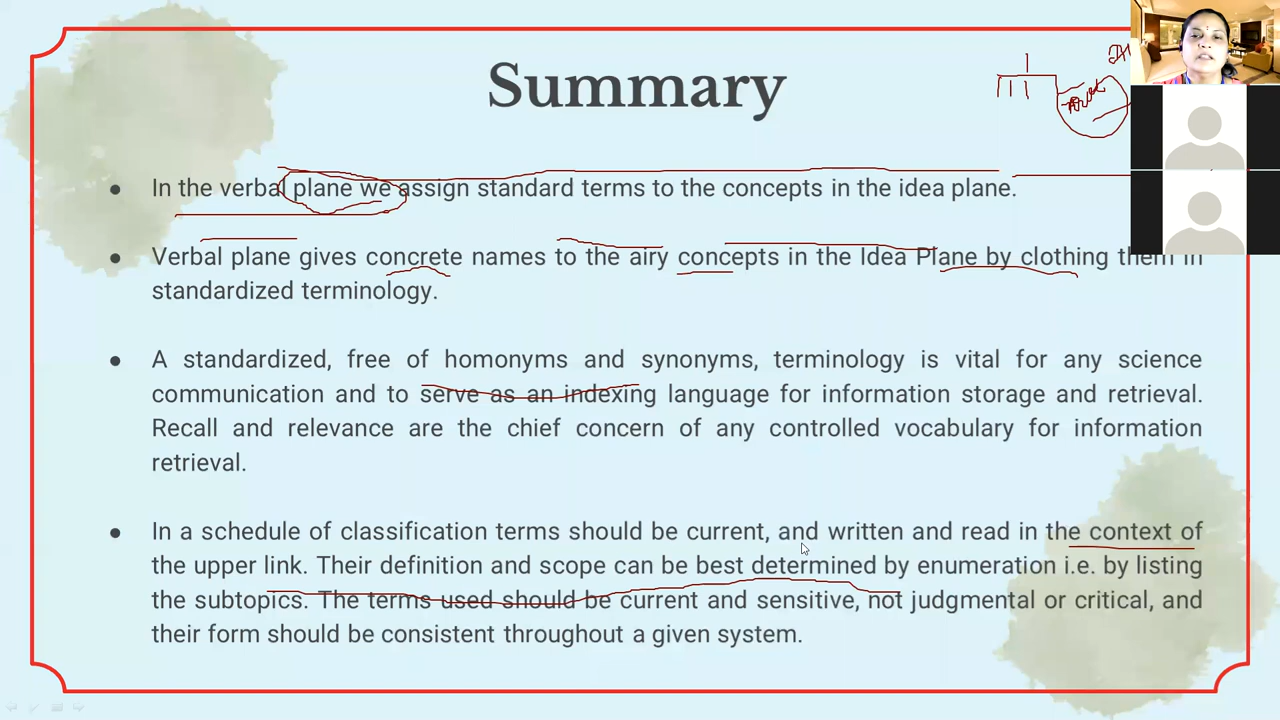 Summary
● In the verbal plane we assign standard terms to the concepts in the idea plane.
● Verbal plane gives concrete names to the airy concepts in the Idea Plane by clothing them in
standardized terminology.
● A standardized, free of homonyms and synonyms, terminology is vital for any science
communication and to serve as an indexing language for information storage and retrieval.
Recall and relevance are the chief concern of any controlled vocabulary for information
retrieval.
● In a schedule of classification terms should be current, and written and read in the context of
the upper link. Their definition and scope can be best determined by enumeration i.e. by listing
the subtopics. The terms used should be current and sensitive, not judgmental or critical, and
their form should be consistent throughout a given system.